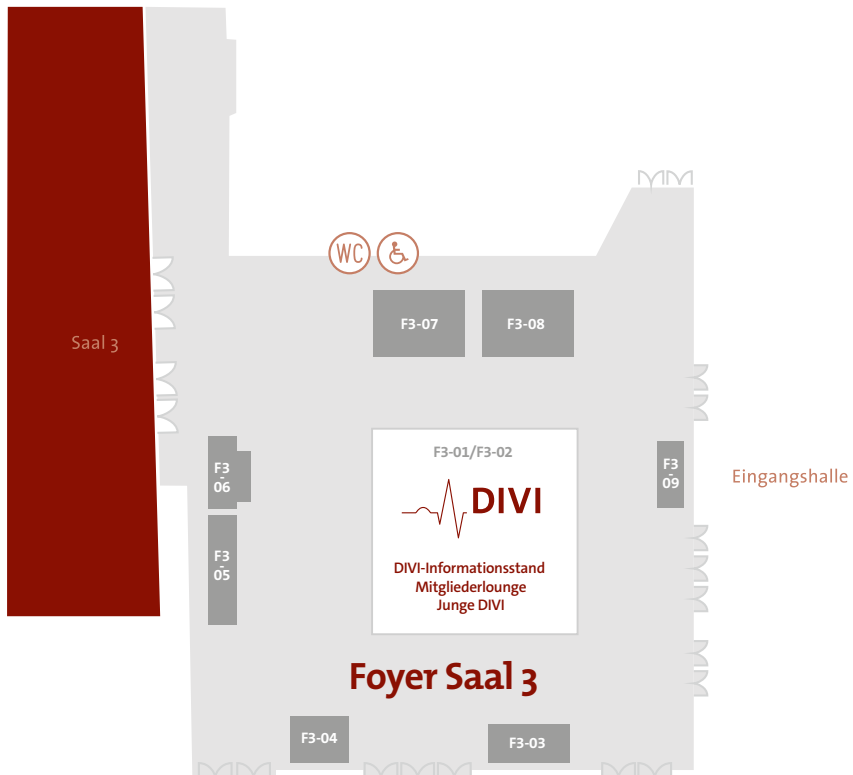 WC
F3-07
F3-08
Saal 3
F3-01/F3-02
F3
-
06
F3
-
09
Eingangshalle
DIVI
F3
-
05
DIVI-Informationsstand
Mitgliederlounge
Junge DIVI
Foyer Saal 3
F3-04
F3-03